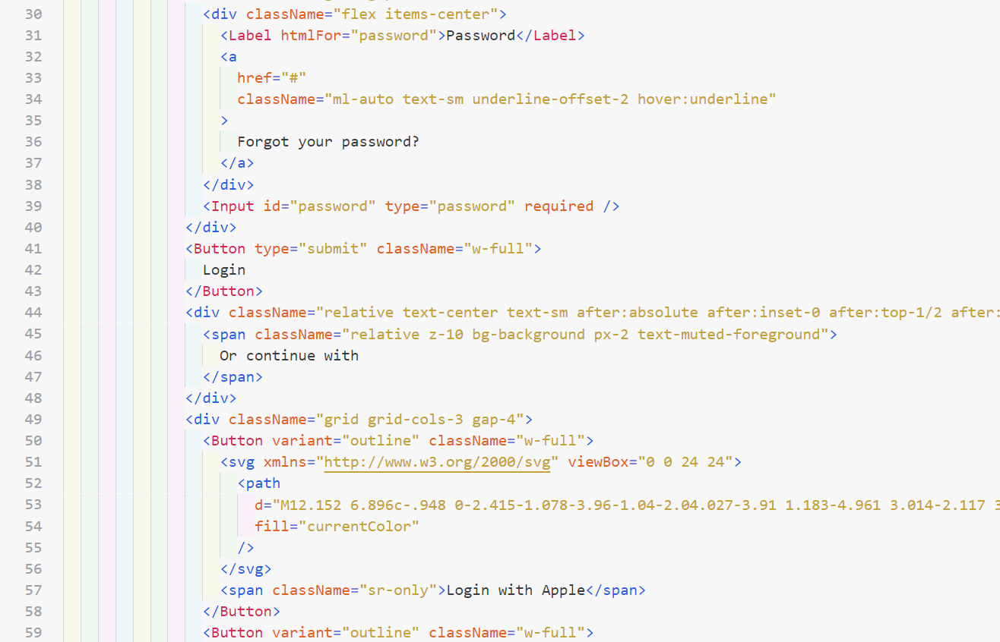 30 <div className="flex items-center">
31 <Label htmlFor="password">Password</Label>
32 <a
33 href="#"
34 className="ml-auto text-sm underline-offset-2 hover:underline"
35 >
36 Forgot your password?
37 </a>
38 </div>
39 <Input id="password" type="password" required />
40 </div>
41 <Button type="submit" className="w-full">
42 Login
43 </Button>
44 <div className="relative text-center text-sm after:absolute after:inset-0 after:top-1/2 after:
45 <span className="relative z-10 bg-background px-2 text-muted-foreground">
46 Or continue with
47 </span>
48 </div>
49 <div className="grid grid-cols-3 gap-4">
50 <Button variant="outline" className="w-full">
51 <svg xmlns="http://www.w3.org/2000/svg" viewBox="0 0 24 24">
52 <path
53 d="M12.152 6.896c-.948 0-2.415-1.078-3.96-1.04-2.04.027-3.91 1.183-4.961 3.014-2.117 3
54 fill="currentColor"
55 />
56 </svg>
57 <span className="sr-only">Login with Apple</span>
58 </Button>
59 <Button variant="outline" className="w-full">